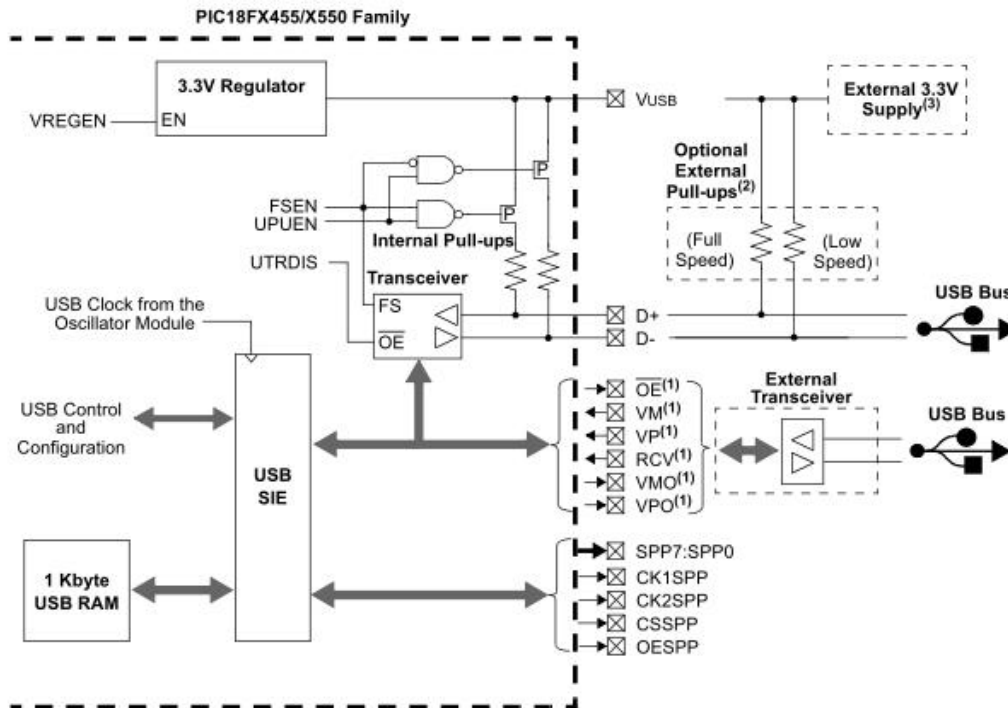 PIC18FX455/X550 Family
3.3V Regulator
EN
VREGEN
VUSB
External 3.3V
Supply(3)
Optional
External
Pull-ups(2)
P
P
FSEN
UPUEN
Internal Pull-ups
(Full
Speed)
(Low
Speed)
UTRDIS
Transceiver
FS
OE
USB Clock from the
Oscillator Module
D+
D-
USB Bus
USB Control
and
Configuration
USB
SIE
OE(1)
VM(1)
VP(1)
RCV(1)
VMO(1)
VPO(1)
External
Transceiver
USB Bus
1 Kbyte
USB RAM
SPP7:SPP0
CK1SPP
CK2SPP
CSSPP
OESPP